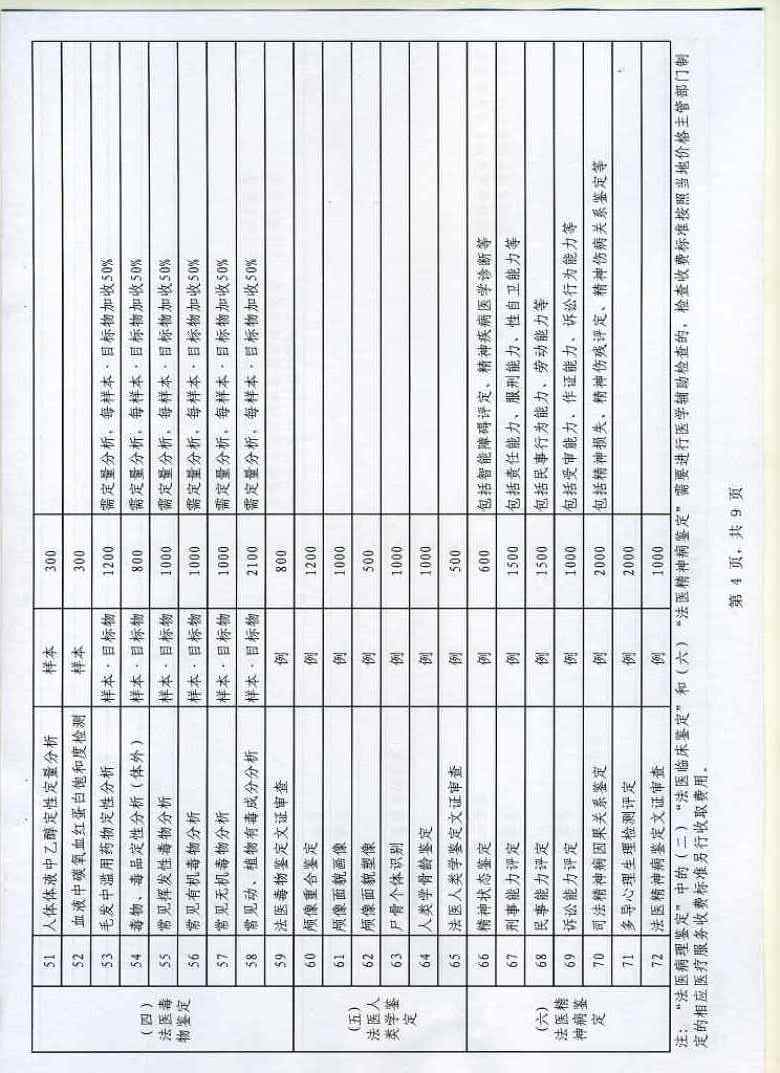 (四)
法医毒
物鉴定
51 人体体液中乙醇定性定量分析 样本 300
52 血液中碳氧血红蛋白饱和度检测 样本 300
53 毛发中滥用药物定性分析 样本·目标物 1200 需定量分析，每样本·目标物加收50%
54 毒物、毒品定性分析(体外) 样本·目标物 800 需定量分析，每样本·目标物加收50%
55 常见挥发性毒物分析 样本·目标物 1000 需定量分析，每样本·目标物加收50%
56 常见有机毒物分析 样本·目标物 1000 需定量分析，每样本·目标物加收50%
57 常见无机毒物分析 样本·目标物 1000 需定量分析，每样本·目标物加收50%
58 常见动、植物有毒成分分析 样本·目标物 2100 需定量分析，每样本·目标物加收50%
59 法医毒物鉴定文证审查 例 800
(五)
法医人
类学鉴
定
60 颅像重合鉴定 例 1200
61 颅像面貌画像 例 1000
62 颅像面貌塑像 例 500
63 尸骨个体识别 例 1000
64 人类学骨龄鉴定 例 1000
65 法医人类学鉴定文证审查 例 500
(六)
法医精
神病鉴
定
66 精神状态鉴定 例 600 包括智能障碍评定、精神疾病医学诊断等
67 刑事能力评定 例 1500 包括责任能力、服刑能力、性自卫能力等
68 民事能力评定 例 1500 包括民事行为能力、劳动能力等
69 诉讼能力评定 例 1000 包括受审能力、作证能力、诉讼行为能力等
70 司法精神病因果关系鉴定 例 2000 包括精神损失、精神伤残评定、精神伤病关系鉴定等
71 多导心理生理检测评定 例 2000
72 法医精神病鉴定文证审查 例 1000
注：“法医病理鉴定”中的(二)“法医临床鉴定”和(六)“法医精神病鉴定”需要进行医学辅助检查的，检查收费标准按照当地价格主管部门制
定的相应医疗服务收费标准另行收取费用。
第 4 页，共 9 页